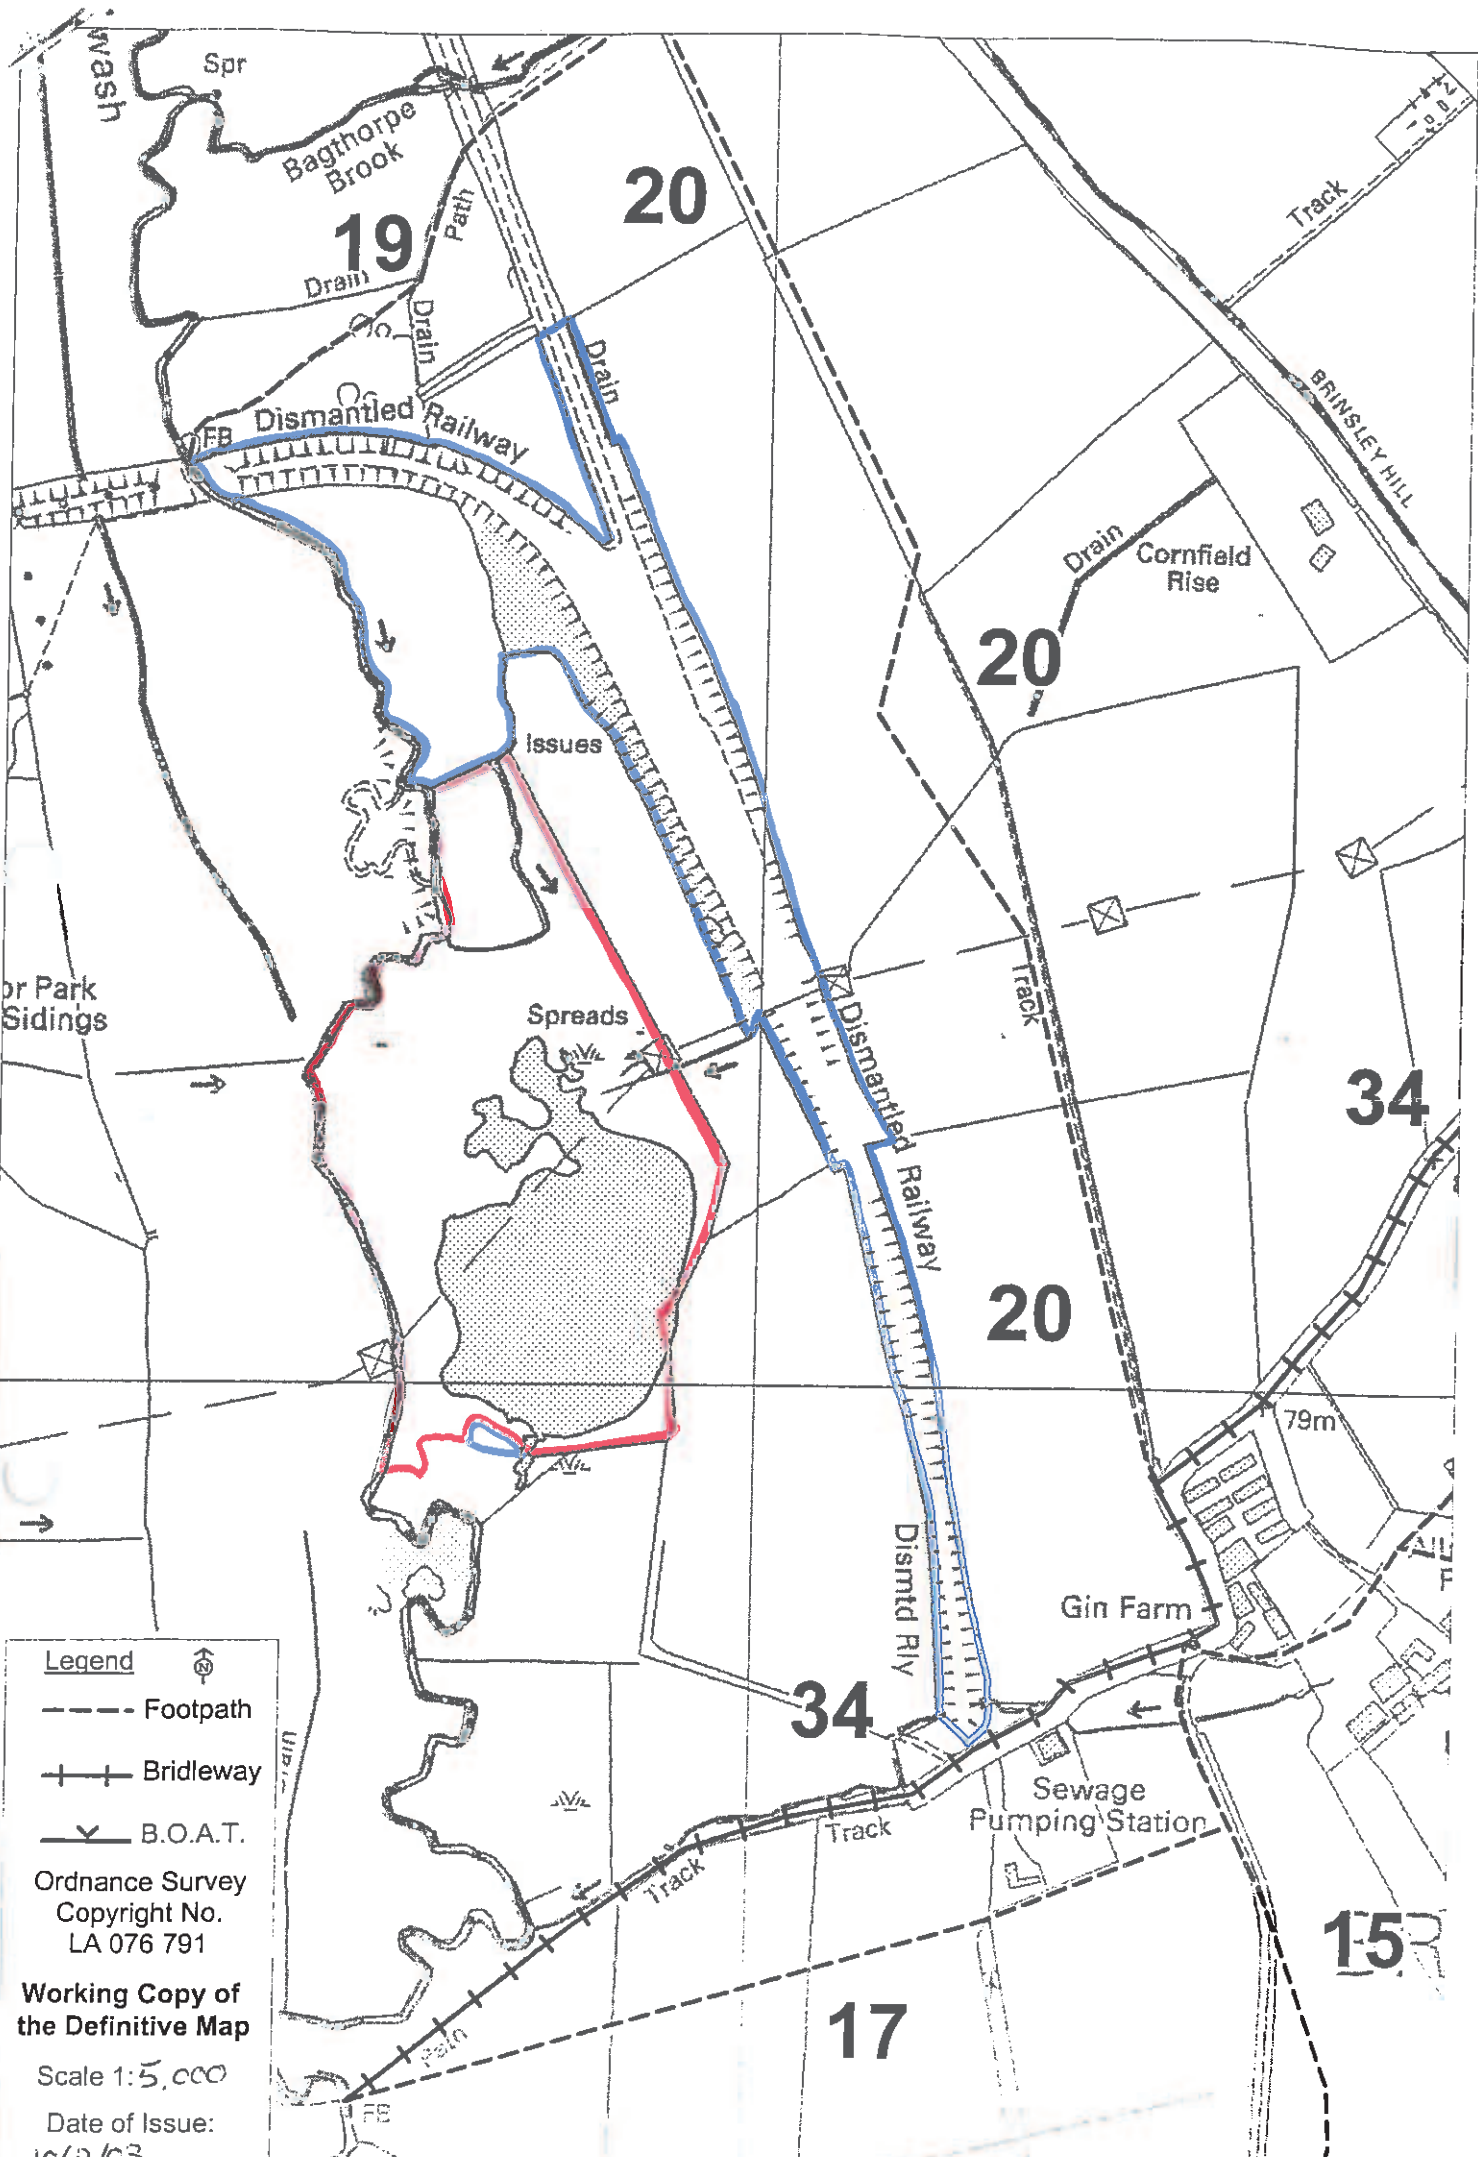 wash
Spr
Bagthorpe
Brook
Path
19
20
Drain
Drain
Drain
Track
BRINSLEY HILL
FB
Dismantled Railway
Drain
Cornfield
Rise
20
Issues
or Park
Sidings
Spreads
Track
Dismantled Railway
34
20
79m
Dismtd Rly
Gin Farm
34
Sewage
Pumping Station
Track
Track
15
17
Path
FB
Legend
N
Footpath
Bridleway
B.O.A.T.
Ordnance Survey
Copyright No.
LA 076 791
Working Copy of
the Definitive Map
Scale 1:5,000
Date of Issue: